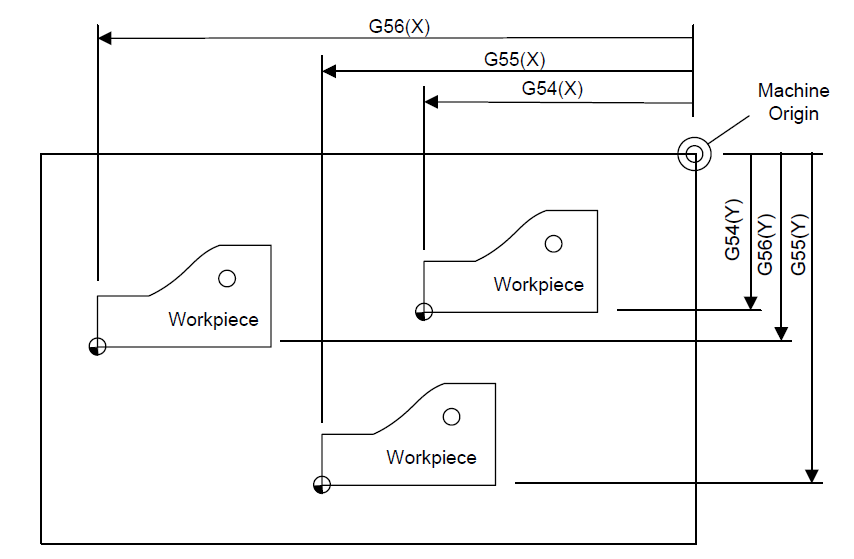 G56(X)
G55(X)
G54(X)
Machine
Origin
G54(Y)
G56(Y)
G55(Y)
Workpiece
Workpiece
Workpiece